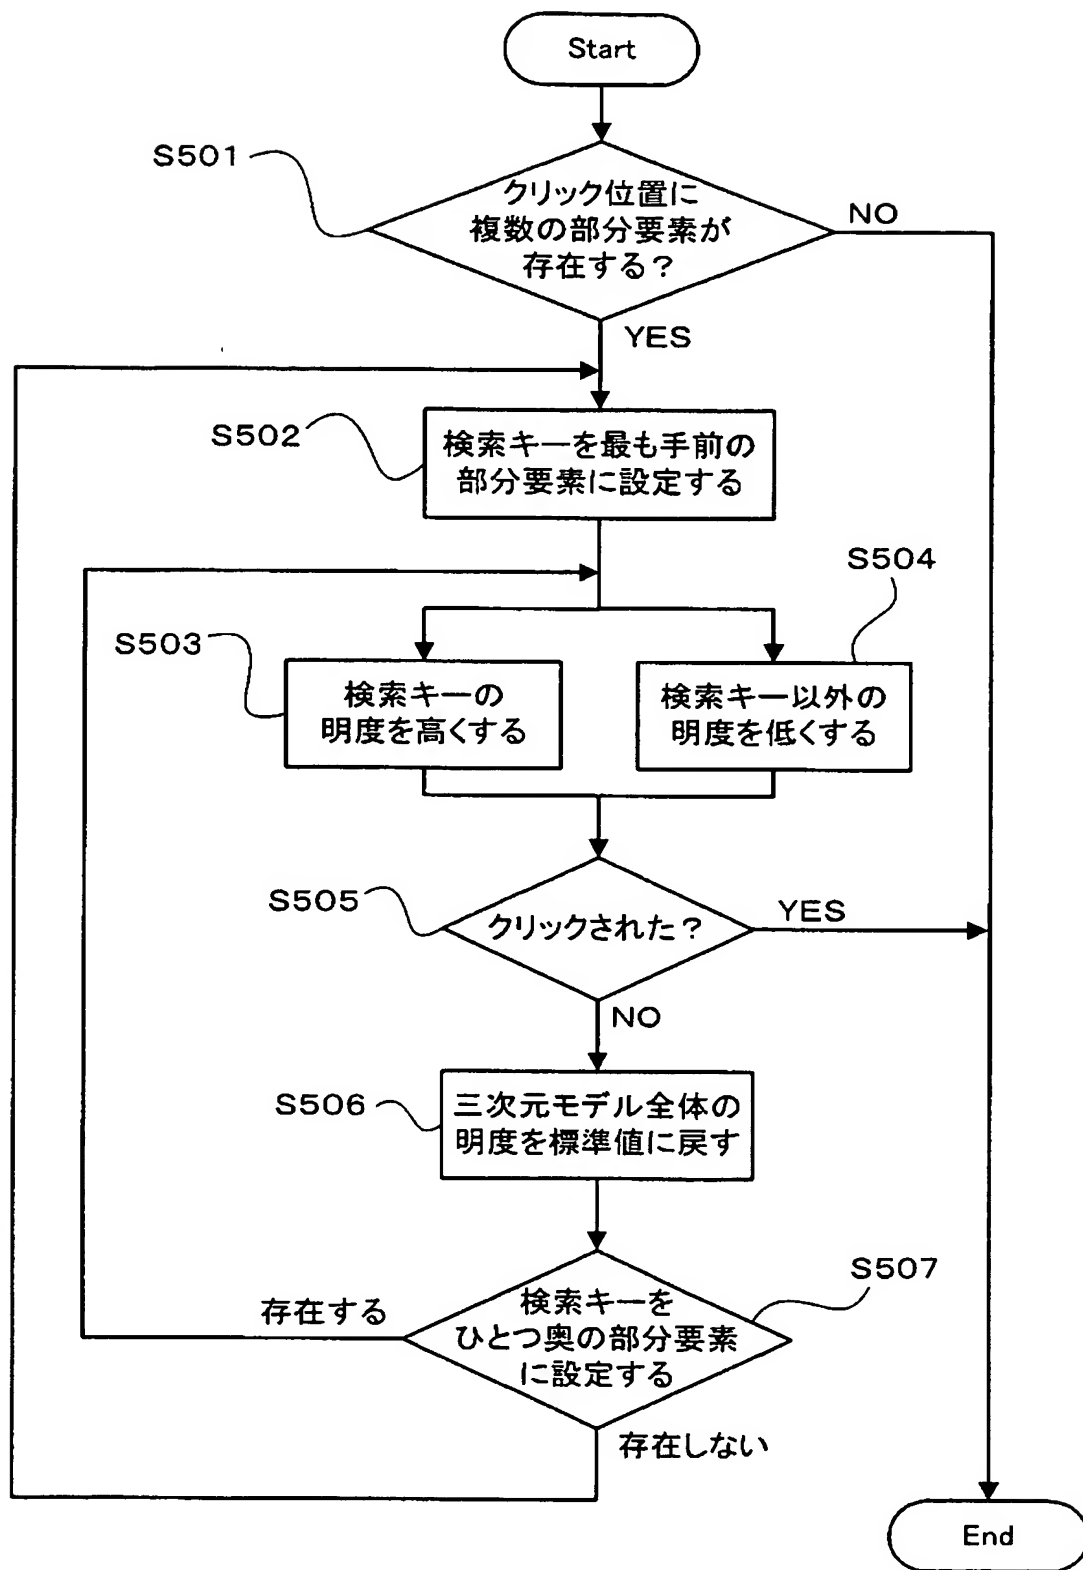 Start
S501
クリック位置に
複数の部分要素が
存在する?
NO
YES
S502
検索キーを最も手前の
部分要素に設定する
S504
S503
検索キーの
明度を高くする
検索キー以外の
明度を低くする
S505
クリックされた?
YES
NO
S506
三次元モデル全体の
明度を標準値に戻す
S507
存在する
検索キーを
ひとつ奥の部分要素
に設定する
存在しない
End